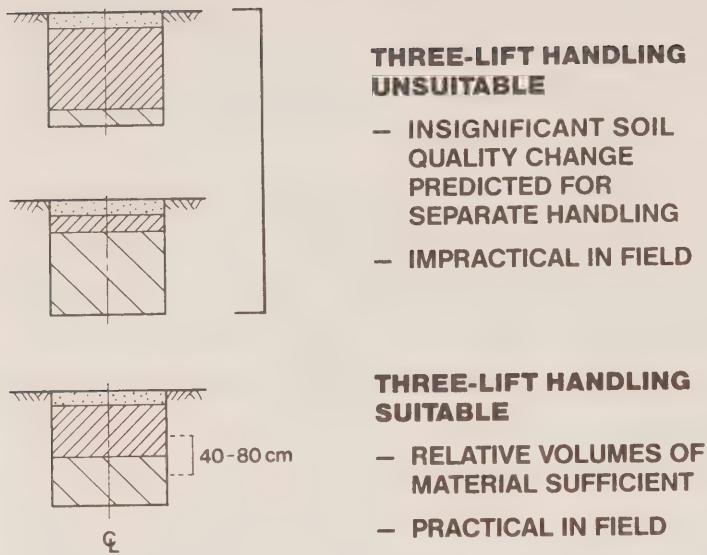 THREE-LIFT HANDLING
UNSUITABLE
– INSIGNIFICANT SOIL
QUALITY CHANGE
PREDICTED FOR
SEPARATE HANDLING
– IMPRACTICAL IN FIELD
THREE-LIFT HANDLING
SUITABLE
– RELATIVE VOLUMES OF
MATERIAL SUFFICIENT
– PRACTICAL IN FIELD
40-80 cm
℄